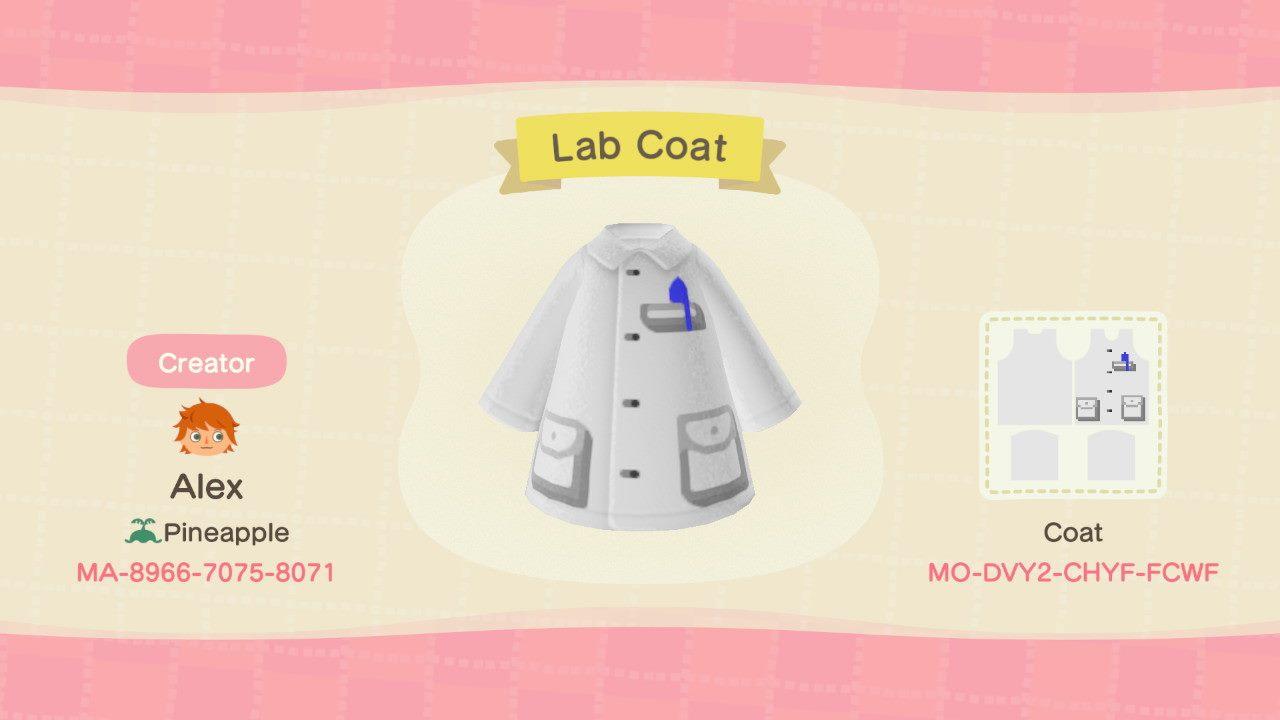 Lab Coat
Creator
Alex
Pineapple
MA-8966-7075-8071
Coat
MO-DVY2-CHYF-FCWF